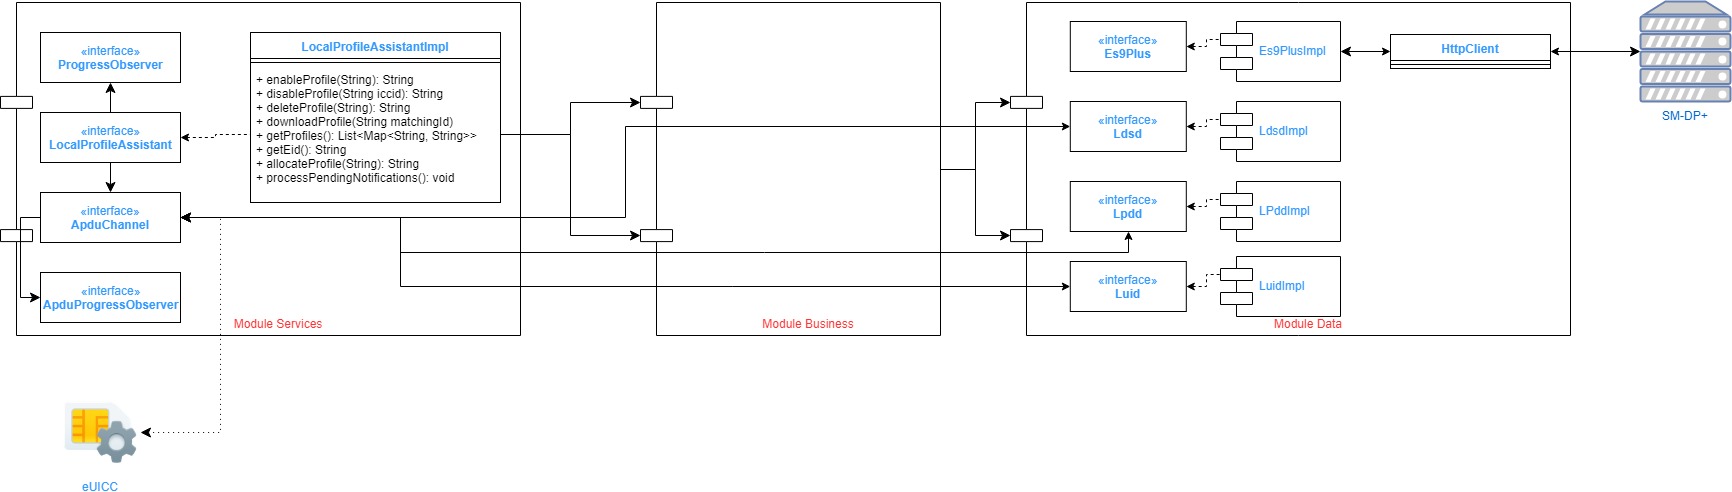 «interface»
ProgressObserver
«interface»
LocalProfileAssistant
«interface»
ApduChannel
«interface»
ApduProgressObserver
LocalProfileAssistantImpl
+ enableProfile(String): String
+ disableProfile(String iccid): String
+ deleteProfile(String): String
+ downloadProfile(String matchingId)
+ getProfiles(): List<Map<String, String>>
+ getEid(): String
+ allocateProfile(String): String
+ processPendingNotifications(): void
Module Services
Module Business
«interface»
Es9Plus
Es9PlusImpl
HttpClient
«interface»
Ldsd
LdsdImpl
«interface»
Lpdd
LPddImpl
«interface»
Luid
LuidImpl
Module Data
SM-DP+
eUICC